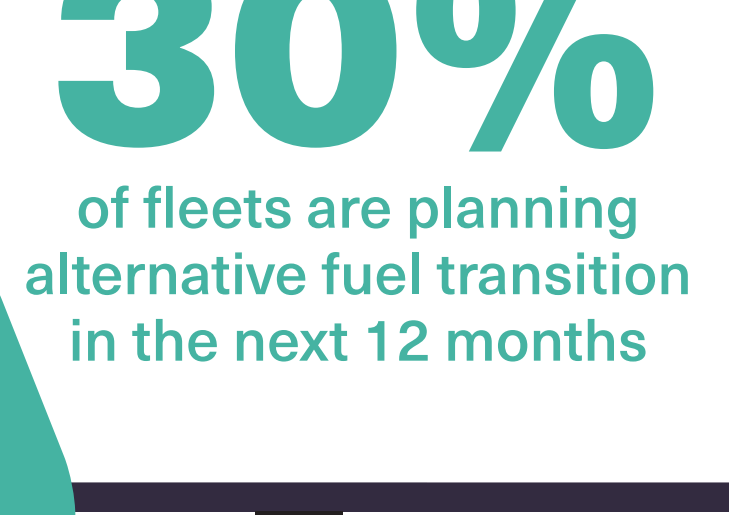 30%
of fleets are planning
alternative fuel transition
in the next 12 months